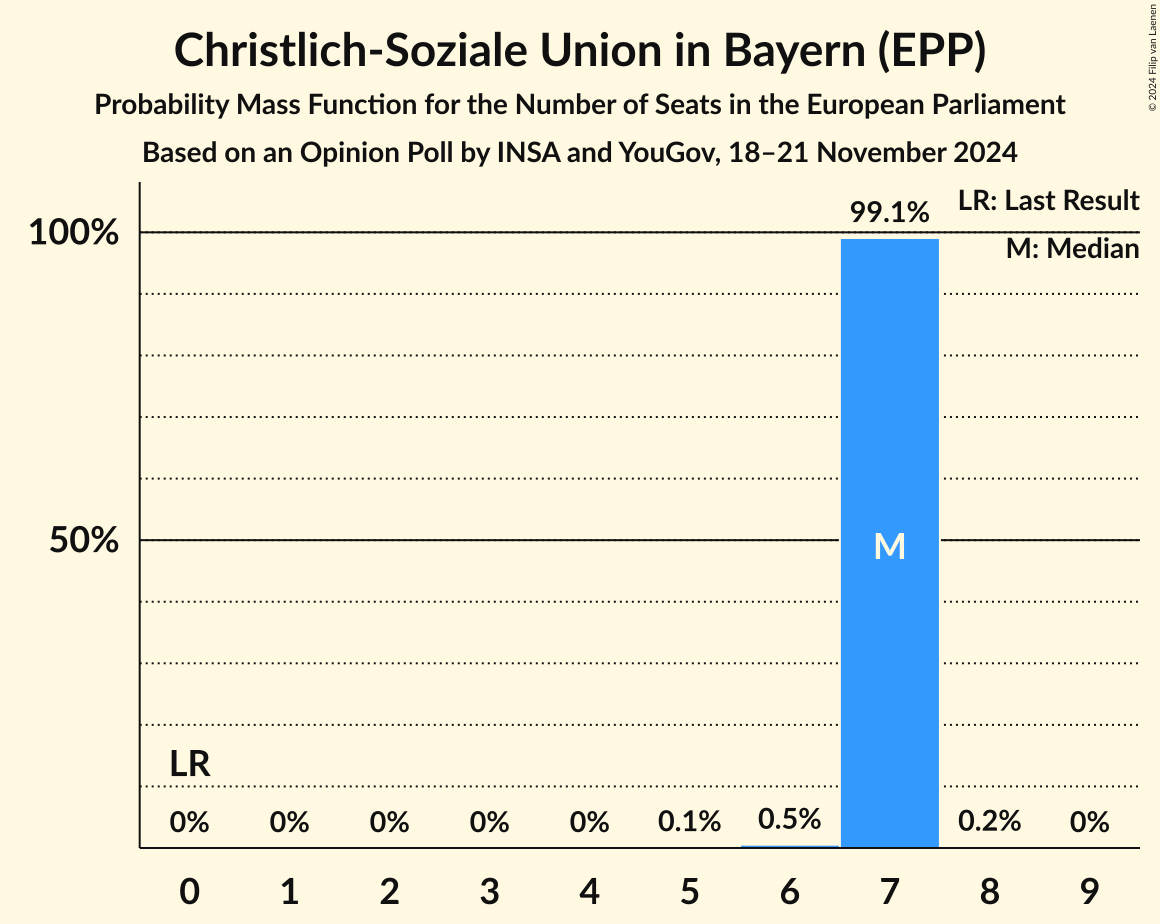 Christlich-Soziale Union in Bayern (EPP)
Probability Mass Function for the Number of Seats in the European Parliament
Based on an Opinion Poll by INSA and YouGov, 18–21 November 2024
© 2024 Filip van Laenen
LR: Last Result
M: Median
99.1%
100%
50%
M
LR
0% 0% 0% 0% 0% 0.1% 0.5% 0.2% 0%
0 1 2 3 4 5 6 7 8 9